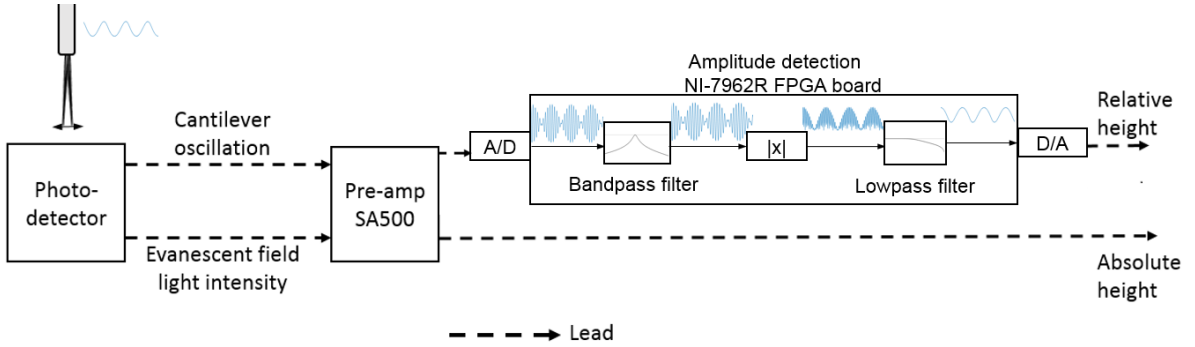 Amplitude detection
NI-7962R FPGA board
Cantilever
oscillation
Relative
height
A/D
|x|
D/A
Photo-
detector
Pre-amp
SA500
Bandpass filter
Lowpass filter
Evanescent field
light intensity
Absolute
height
Lead